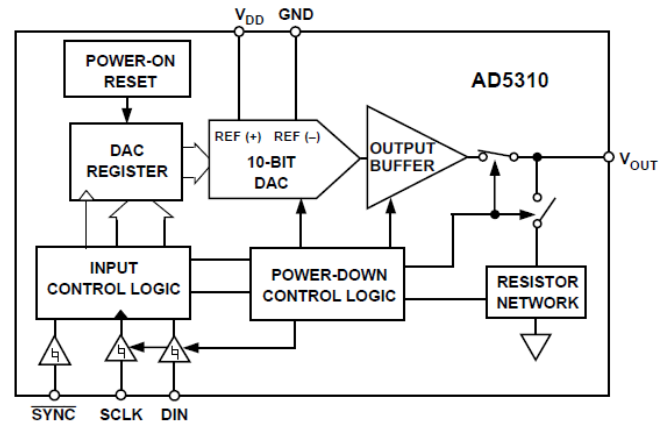 VDD GND
POWER-ON
RESET
AD5310
REF (+) REF (–)
10-BIT
DAC
DAC
REGISTER
OUTPUT
BUFFER
VOUT
INPUT
CONTROL LOGIC
POWER-DOWN
CONTROL LOGIC
RESISTOR
NETWORK
SYNC SCLK DIN